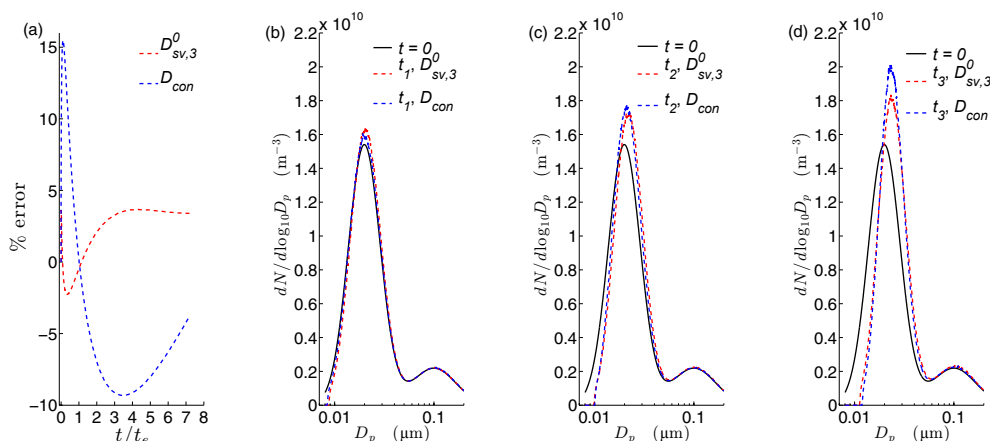 (a)
15
10
5
0
−5
−10
0 1 2 3 4 5 6 7 8
% error
D⁰sv,3
Dcon
(b)
x 10¹⁰
2.2
2
1.8
1.6
1.4
1.2
1
0.8
0.6
0.4
0.2
0
0.01 0.1
dN/dlog₁₀Dp (m⁻³)
Dp (µm)
t = 0
t₁, D⁰sv,3
t₁, Dcon
(c)
x 10¹⁰
2.2
2
1.8
1.6
1.4
1.2
1
0.8
0.6
0.4
0.2
0
0.01 0.1
dN/dlog₁₀Dp (m⁻³)
Dp (µm)
t = 0
t₂, D⁰sv,3
t₂, Dcon
(d)
x 10¹⁰
2.2
2
1.8
1.6
1.4
1.2
1
0.8
0.6
0.4
0.2
0
0.01 0.1
dN/dlog₁₀Dp (m⁻³)
Dp (µm)
t = 0
t₃, D⁰sv,3
t₃, Dcon